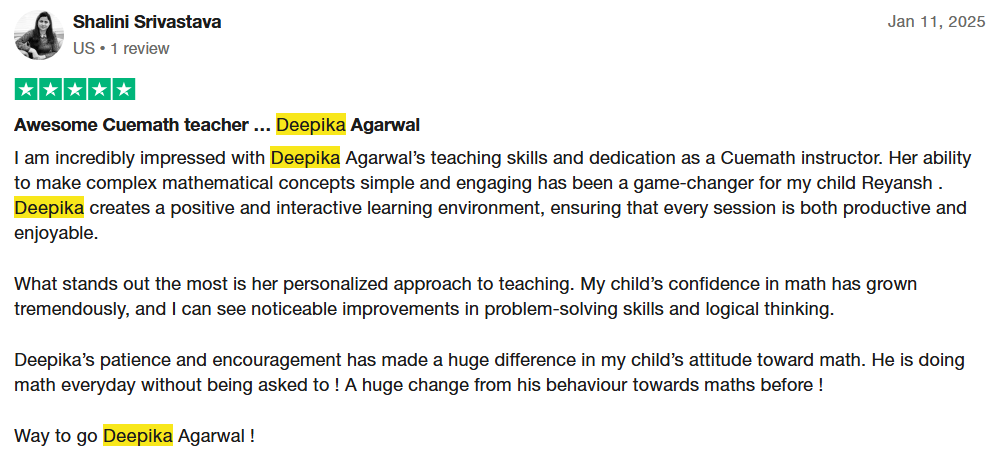 Shalini Srivastava
Jan 11, 2025
US • 1 review
Awesome Cuemath teacher … Deepika Agarwal
I am incredibly impressed with Deepika Agarwal’s teaching skills and dedication as a Cuemath instructor. Her ability
to make complex mathematical concepts simple and engaging has been a game-changer for my child Reyansh .
Deepika creates a positive and interactive learning environment, ensuring that every session is both productive and
enjoyable.
What stands out the most is her personalized approach to teaching. My child’s confidence in math has grown
tremendously, and I can see noticeable improvements in problem-solving skills and logical thinking.
Deepika’s patience and encouragement has made a huge difference in my child’s attitude toward math. He is doing
math everyday without being asked to ! A huge change from his behaviour towards maths before !
Way to go Deepika Agarwal !